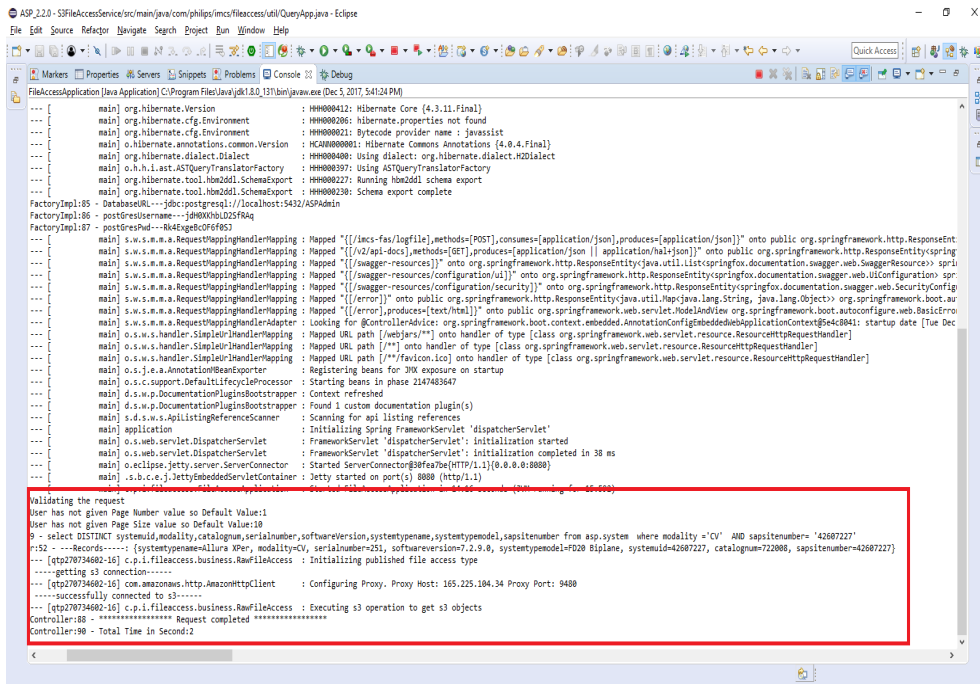 ASP_2.2.0 - S3FileAccessService/src/main/java/com/philips/imcs/fileaccess/util/QueryApp.java - Eclipse
File Edit Source Refactor Navigate Search Project Run Window Help
Quick Access
Markers Properties Servers Snippets Problems Console Debug
FileAccessApplication [Java Application] C:\Program Files\Java\jdk1.8.0_131\bin\javaw.exe (Dec 5, 2017, 5:41:24 PM)
--- [ main] org.hibernate.Version : HHH000412: Hibernate Core {4.3.11.Final}
--- [ main] org.hibernate.cfg.Environment : HHH000206: hibernate.properties not found
--- [ main] org.hibernate.cfg.Environment : HHH000021: Bytecode provider name : javassist
--- [ main] o.hibernate.annotations.common.Version : HCANN000001: Hibernate Commons Annotations {4.0.4.Final}
--- [ main] org.hibernate.dialect.Dialect : HHH000400: Using dialect: org.hibernate.dialect.H2Dialect
--- [ main] o.h.h.i.ast.ASTQueryTranslatorFactory : HHH000397: Using ASTQueryTranslatorFactory
--- [ main] org.hibernate.tool.hbm2ddl.SchemaExport : HHH000227: Running hbm2ddl schema export
--- [ main] org.hibernate.tool.hbm2ddl.SchemaExport : HHH000230: Schema export complete
FactoryImpl:85 - DatabaseURL---jdbc:postgresql://localhost:5432/ASPAdmin
FactoryImpl:86 - postGresUsername---jdH0XKhbLD2SfRAq
FactoryImpl:87 - postGresPwd---Rk4ExgeBcOF6f0SJ
--- [ main] s.w.s.m.m.a.RequestMappingHandlerMapping : Mapped "{[/imcs-fas/logfile],methods=[POST],consumes=[application/json],produces=[application/json]}" onto public org.springframework.http.ResponseEnt
--- [ main] s.w.s.m.m.a.RequestMappingHandlerMapping : Mapped "{[/v2/api-docs],methods=[GET],produces=[application/json || application/hal+json]}" onto public org.springframework.http.ResponseEntity<spring
--- [ main] s.w.s.m.m.a.RequestMappingHandlerMapping : Mapped "{[/swagger-resources]}" onto org.springframework.http.ResponseEntity<java.util.List<springfox.documentation.swagger.web.SwaggerResource>> spri
--- [ main] s.w.s.m.m.a.RequestMappingHandlerMapping : Mapped "{[/swagger-resources/configuration/ui]}" onto org.springframework.http.ResponseEntity<springfox.documentation.swagger.web.UiConfiguration> spri
--- [ main] s.w.s.m.m.a.RequestMappingHandlerMapping : Mapped "{[/swagger-resources/configuration/security]}" onto org.springframework.http.ResponseEntity<springfox.documentation.swagger.web.SecurityConfigu
--- [ main] s.w.s.m.m.a.RequestMappingHandlerMapping : Mapped "{[/error]}" onto public org.springframework.http.ResponseEntity<java.util.Map<java.lang.String, java.lang.Object>> org.springframework.boot.aut
--- [ main] s.w.s.m.m.a.RequestMappingHandlerMapping : Mapped "{[/error],produces=[text/html]}" onto public org.springframework.web.servlet.ModelAndView org.springframework.boot.autoconfigure.web.BasicError
--- [ main] s.w.s.m.m.a.RequestMappingHandlerAdapter : Looking for @ControllerAdvice: org.springframework.boot.context.embedded.AnnotationConfigEmbeddedWebApplicationContext@5e4c8041: startup date [Tue Dec
--- [ main] o.s.w.s.handler.SimpleUrlHandlerMapping : Mapped URL path [/webjars/**] onto handler of type [class org.springframework.web.servlet.resource.ResourceHttpRequestHandler]
--- [ main] o.s.w.s.handler.SimpleUrlHandlerMapping : Mapped URL path [/**] onto handler of type [class org.springframework.web.servlet.resource.ResourceHttpRequestHandler]
--- [ main] o.s.w.s.handler.SimpleUrlHandlerMapping : Mapped URL path [/**/favicon.ico] onto handler of type [class org.springframework.web.servlet.resource.ResourceHttpRequestHandler]
--- [ main] o.s.j.e.a.AnnotationMBeanExporter : Registering beans for JMX exposure on startup
--- [ main] o.s.c.support.DefaultLifecycleProcessor : Starting beans in phase 2147483647
--- [ main] d.s.w.p.DocumentationPluginsBootstrapper : Context refreshed
--- [ main] d.s.w.p.DocumentationPluginsBootstrapper : Found 1 custom documentation plugin(s)
--- [ main] s.d.s.w.s.ApiListingReferenceScanner : Scanning for api listing references
--- [ main] application : Initializing Spring FrameworkServlet 'dispatcherServlet'
--- [ main] o.s.web.servlet.DispatcherServlet : FrameworkServlet 'dispatcherServlet': initialization started
--- [ main] o.s.web.servlet.DispatcherServlet : FrameworkServlet 'dispatcherServlet': initialization completed in 38 ms
--- [ main] o.eclipse.jetty.server.ServerConnector : Started ServerConnector@30fea7be{HTTP/1.1}{0.0.0.0:8080}
--- [ main] .s.b.c.e.j.JettyEmbeddedServletContainer : Jetty started on port(s) 8080 (http/1.1)
Validating the request
User has not given Page Number value so Default Value:1
User has not given Page Size value so Default Value:10
9 - select DISTINCT systemuid,modality,catalognum,serialnumber,softwareVersion,systemtypename,systemtypemodel,sapsitenumber from asp.system where modality ='CV' AND sapsitenumber= '42607227'
r:52 - ---Records-----: {systemtypename=Allura XPer, modality=CV, serialnumber=251, softwareversion=7.2.9.0, systemtypemodel=FD20 Biplane, systemuid=42607227, catalognum=722008, sapsitenumber=42607227}
--- [qtp270734602-16] c.p.i.fileaccess.business.RawFileAccess : Initializing published file access type
-----getting s3 connection------
--- [qtp270734602-16] com.amazonaws.http.AmazonHttpClient : Configuring Proxy. Proxy Host: 165.225.104.34 Proxy Port: 9480
-----successfully connected to s3------
--- [qtp270734602-16] c.p.i.fileaccess.business.RawFileAccess : Executing s3 operation to get s3 objects
Controller:88 - ***************** Request completed *****************
Controller:90 - Total Time in Second:2